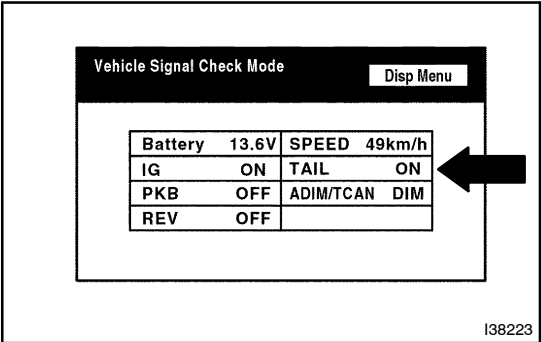 Vehicle Signal Check Mode
Disp Menu
Battery 13.6V SPEED 49km/h
IG ON TAIL ON
PKB OFF ADIM/TCAN DIM
REV OFF
I38223